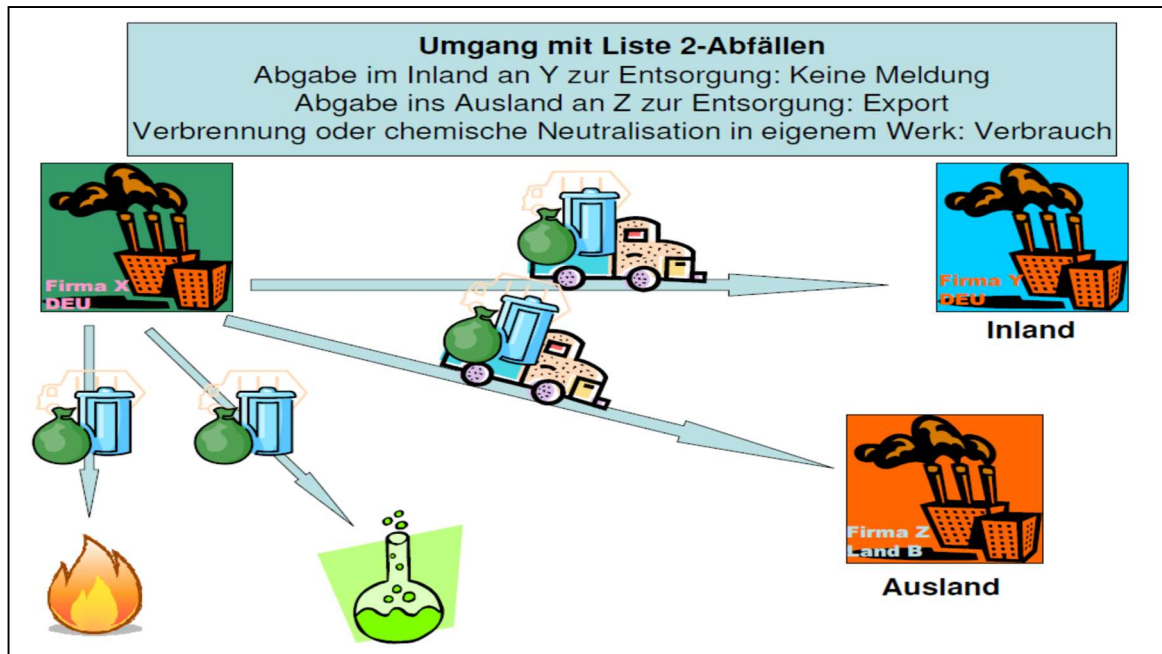 Umgang mit Liste 2-Abfällen
Abgabe im Inland an Y zur Entsorgung: Keine Meldung
Abgabe ins Ausland an Z zur Entsorgung: Export
Verbrennung oder chemische Neutralisation in eigenem Werk: Verbrauch
Firma X
DEU
Firma Y
DEU
Inland
Firma Z
Land B
Ausland